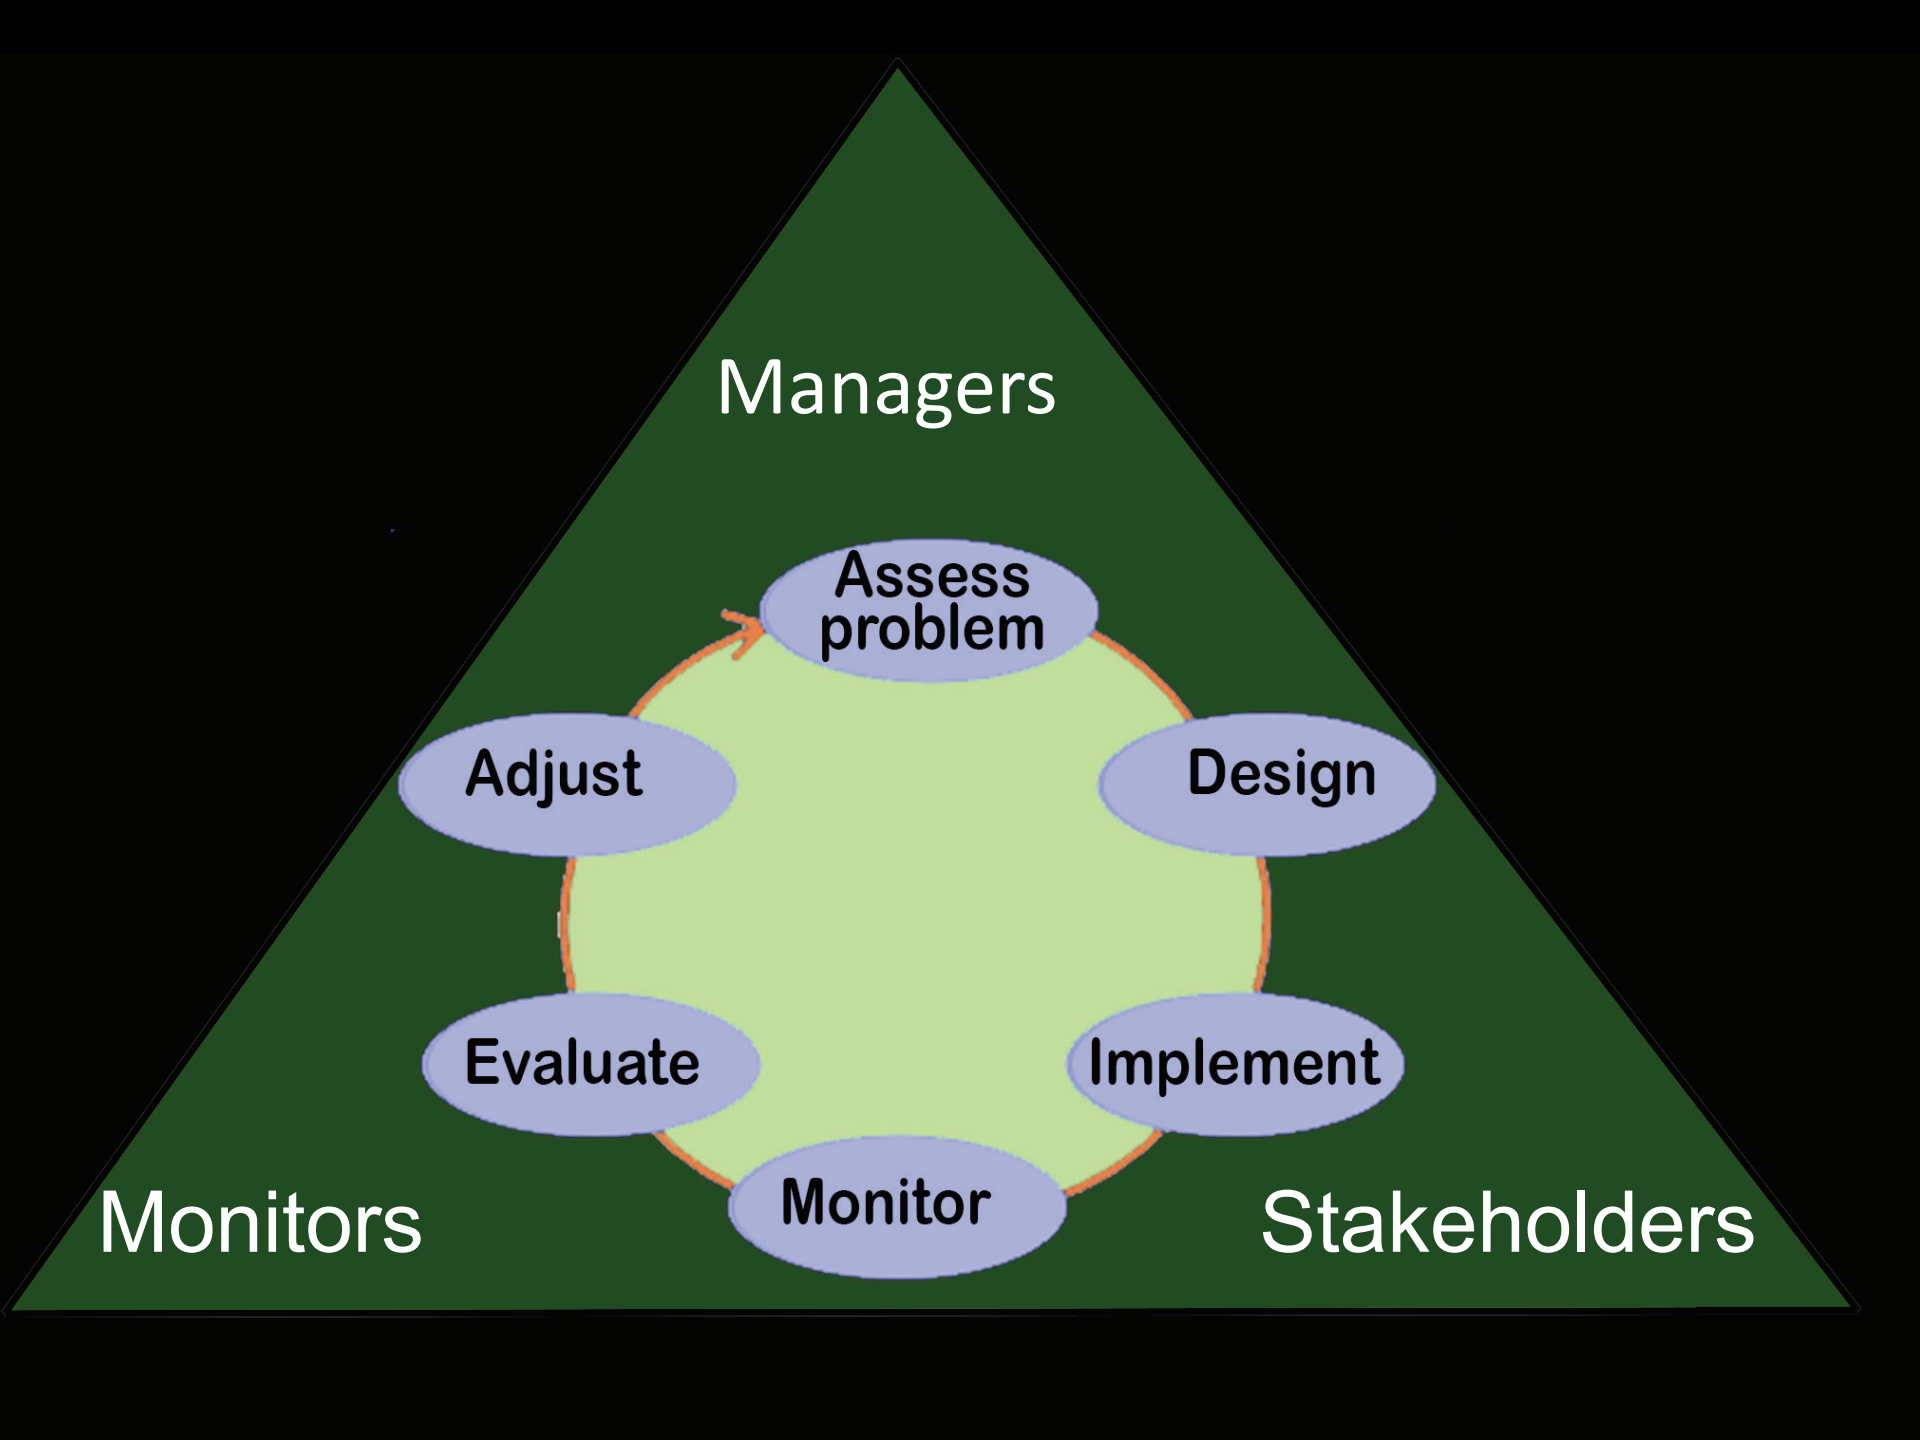 Managers
Assess
problem
Adjust
Design
Evaluate
Implement
Monitor
Monitors
Stakeholders